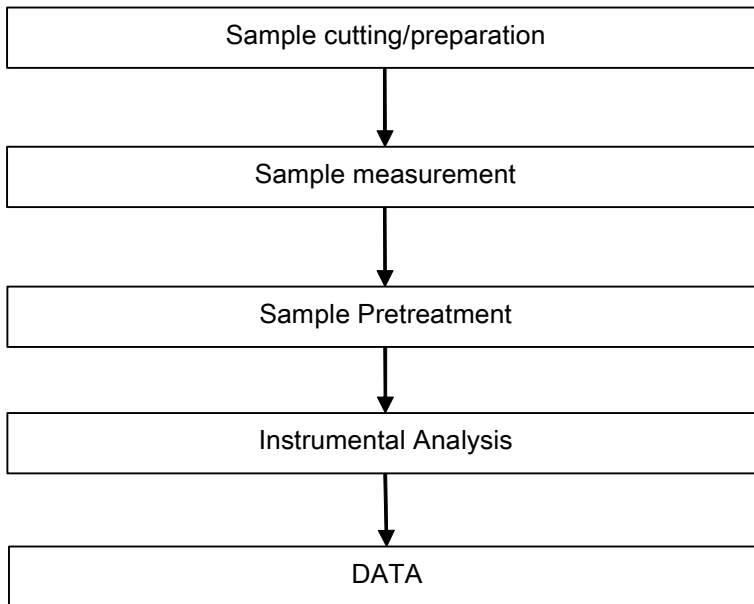 Sample cutting/preparation
Sample measurement
Sample Pretreatment
Instrumental Analysis
DATA